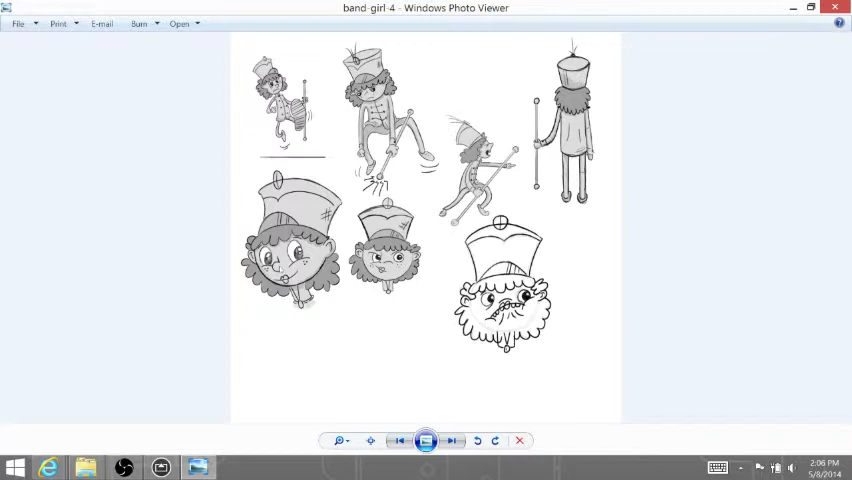 band-girl-4 - Windows Photo Viewer
File Print E-mail Burn Open
2:06 PM
5/8/2014